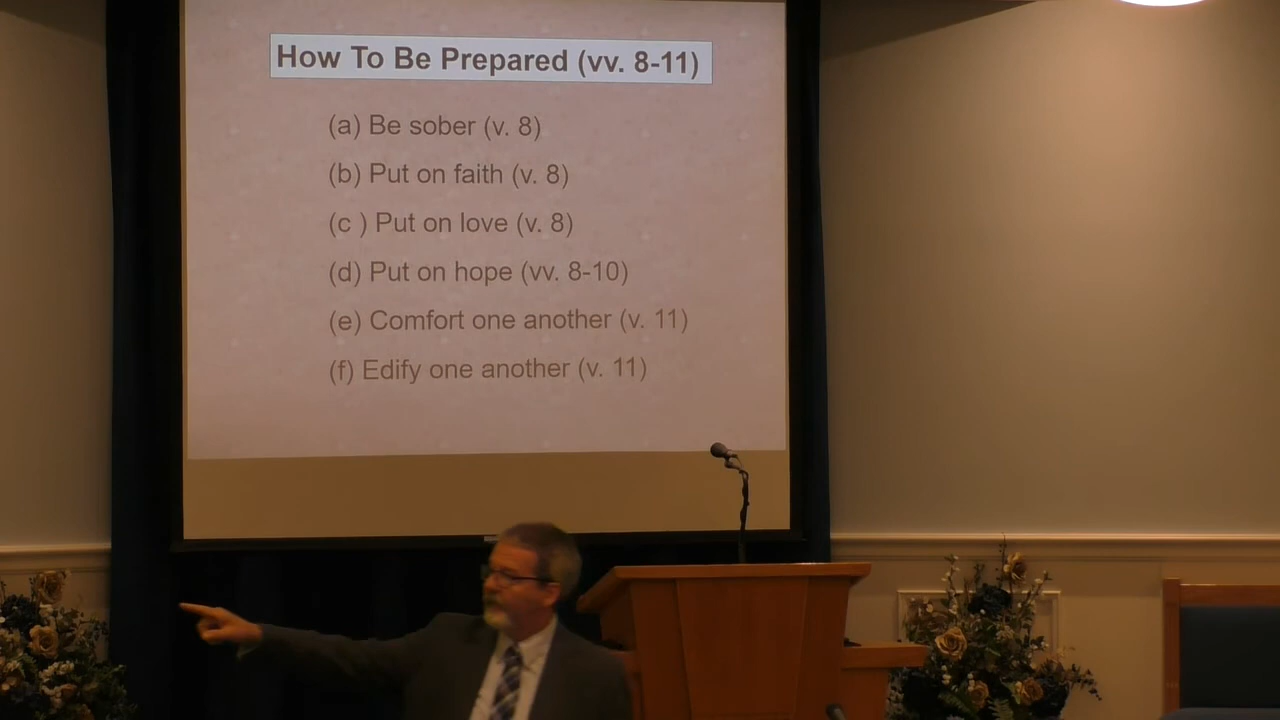 How To Be Prepared (vv. 8-11)
(a) Be sober (v. 8)
(b) Put on faith (v. 8)
(c ) Put on love (v. 8)
(d) Put on hope (vv. 8-10)
(e) Comfort one another (v. 11)
(f) Edify one another (v. 11)